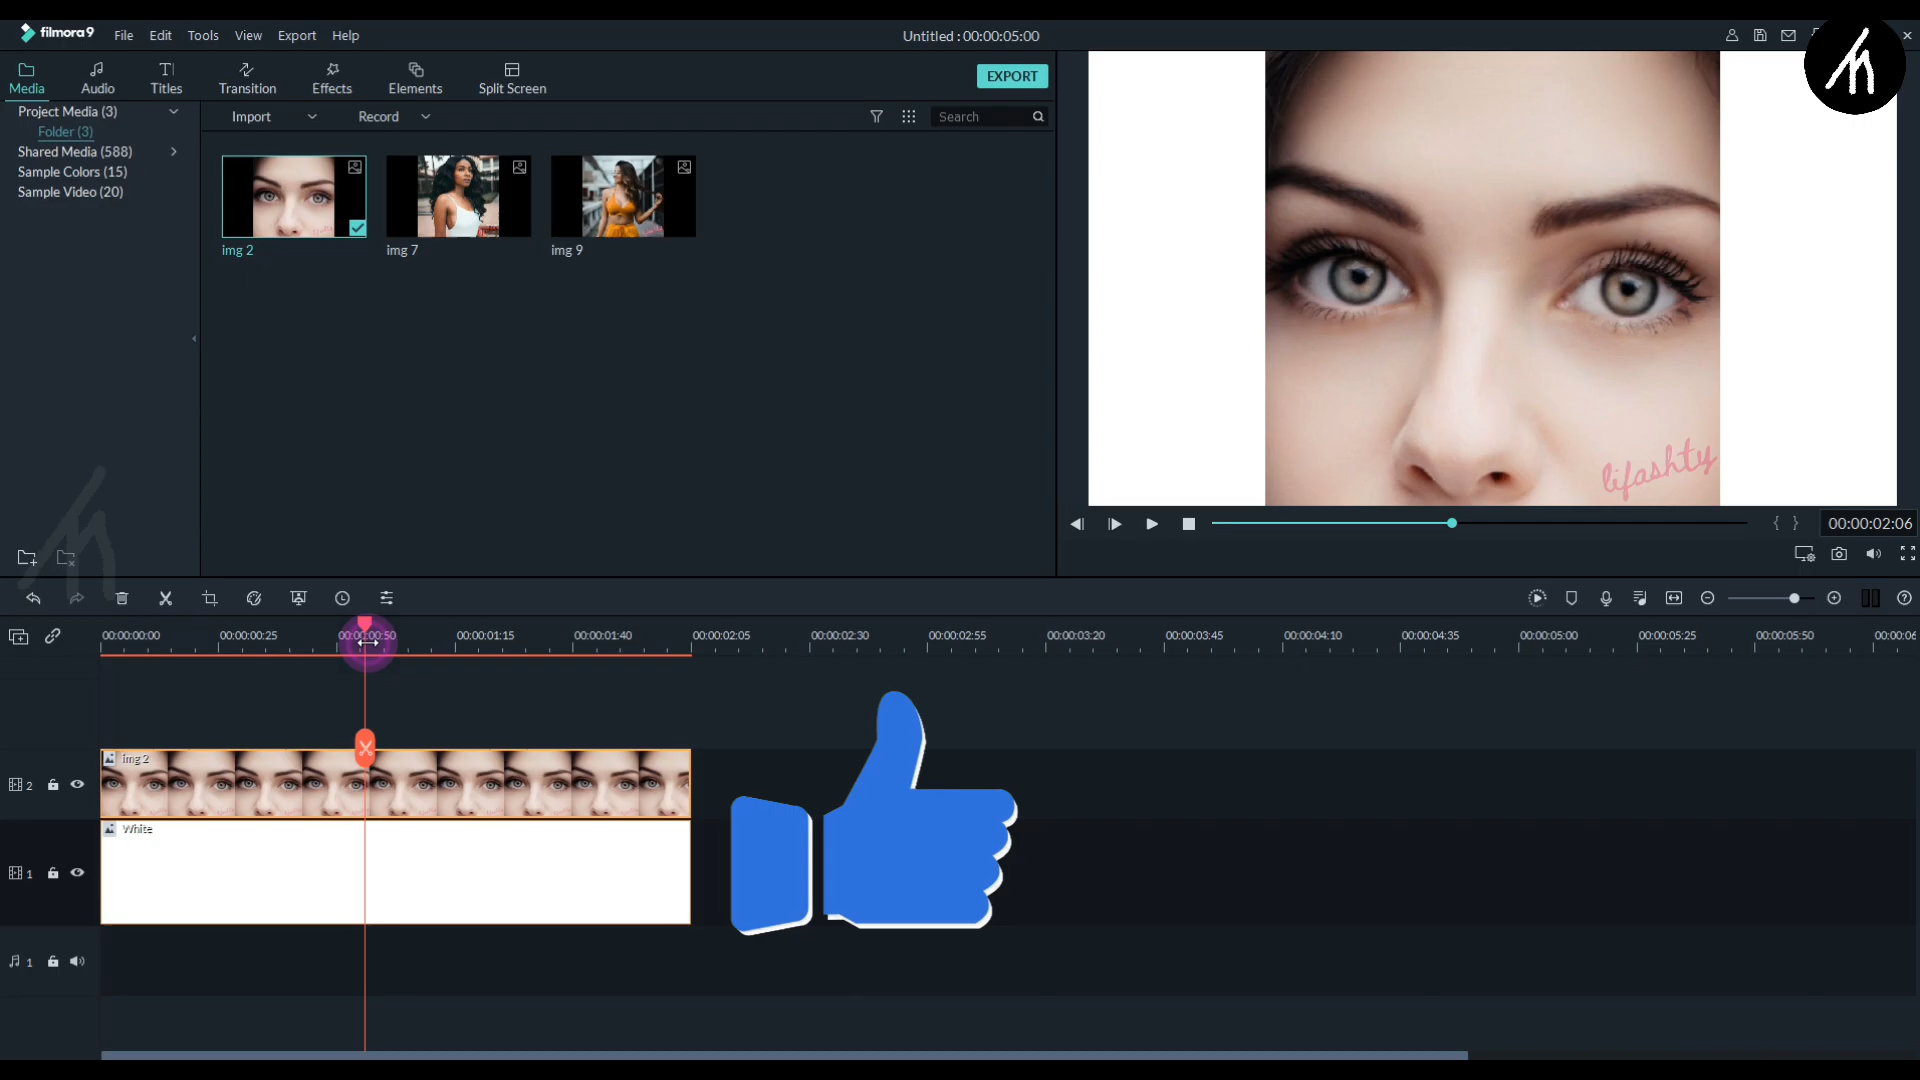 filmora9 File Edit Tools View Export Help Untitled : 00:00:05:00
Media Audio Titles Transition Effects Elements Split Screen EXPORT
Project Media (3) Import Record Search
Folder (3)
Shared Media (588)
Sample Colors (15)
Sample Video (20)
img 2 img 7 img 9
lifashty
00:00:02:06
00:00:00:00 00:00:00:25 00:00:00:50 00:00:01:15 00:00:01:40 00:00:02:05 00:00:02:30 00:00:02:55 00:00:03:20 00:00:03:45 00:00:04:10 00:00:04:35 00:00:05:00 00:00:05:25 00:00:05:50 00:00:06
img 2
2
White
1
1